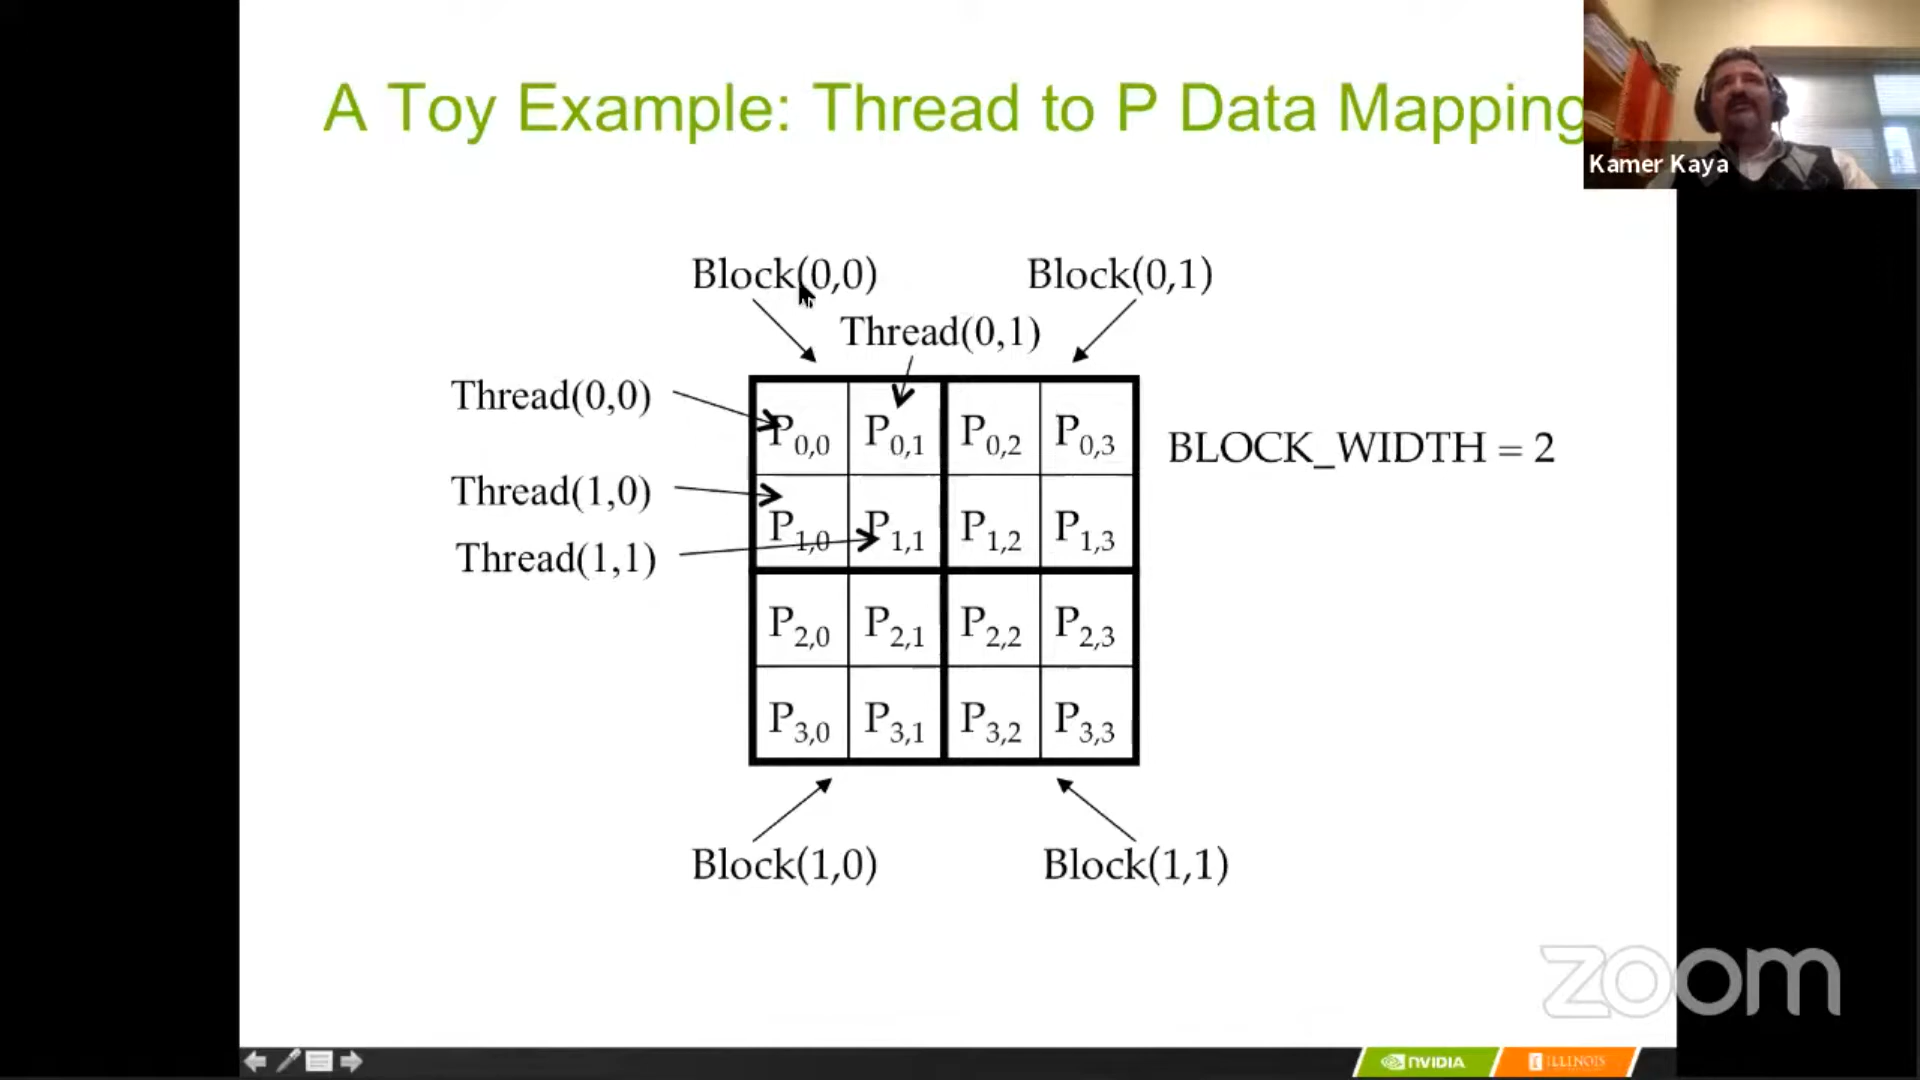 A Toy Example: Thread to P Data Mapping
Kamer Kaya
Block(0,0)
Block(0,1)
Thread(0,1)
Thread(0,0)
P0,0 P0,1 P0,2 P0,3
BLOCK_WIDTH = 2
Thread(1,0)
P1,0 P1,1 P1,2 P1,3
Thread(1,1)
P2,0 P2,1 P2,2 P2,3
P3,0 P3,1 P3,2 P3,3
Block(1,0)
Block(1,1)
zoom
NVIDIA
I ILLINOIS